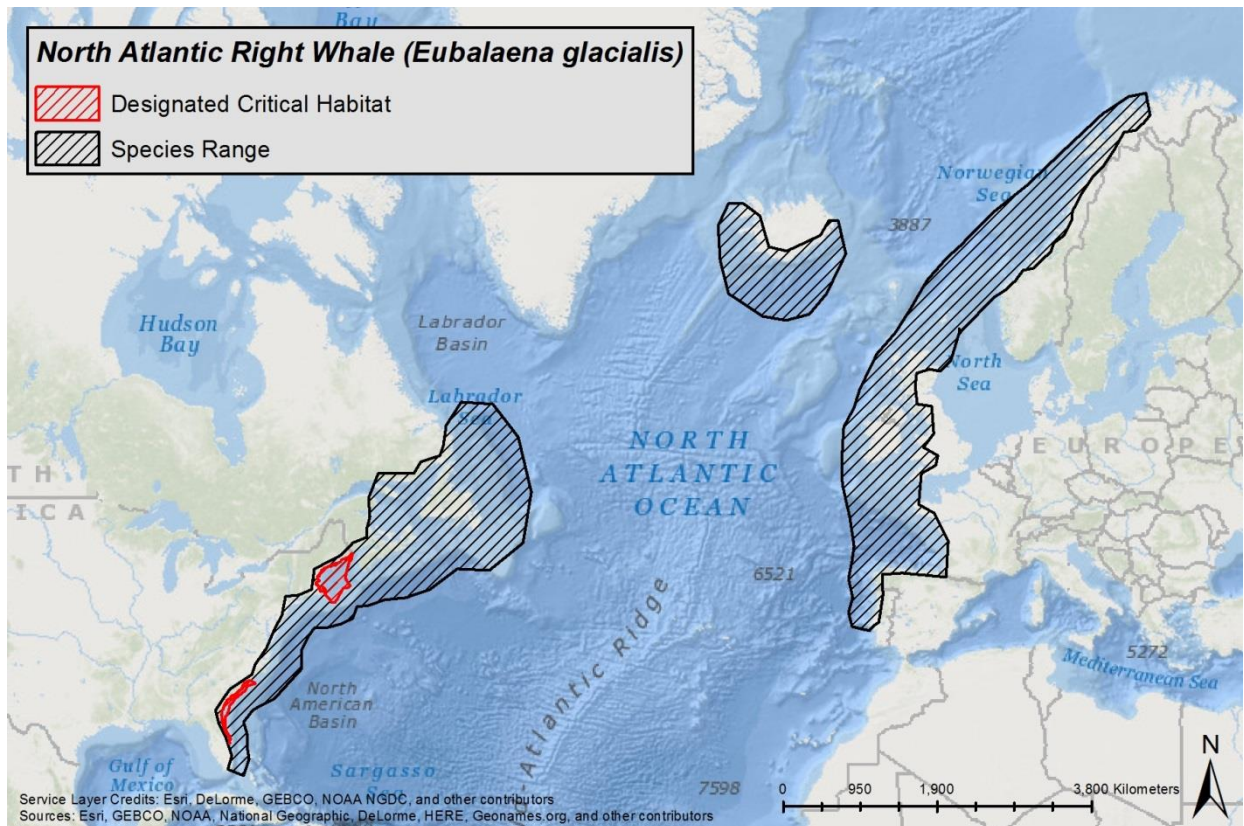 Bay
North Atlantic Right Whale (Eubalaena glacialis)
Designated Critical Habitat
Species Range
Norwegian
Sea
3887
Hudson
Bay
Labrador
Basin
North
Sea
Labrador
Sea
NORTH
ATLANTIC
OCEAN
EUROPE
TH
ICA
6521
Mid-Atlantic Ridge
5272
Mediterranean Sea
North
American
Basin
Gulf of
Mexico
Sargasso
Sea
7598
N
0 950 1,900 3,800 Kilometers
Service Layer Credits: Esri, DeLorme, GEBCO, NOAA NGDC, and other contributors
Sources: Esri, GEBCO, NOAA, National Geographic, DeLorme, HERE, Geonames.org, and other contributors